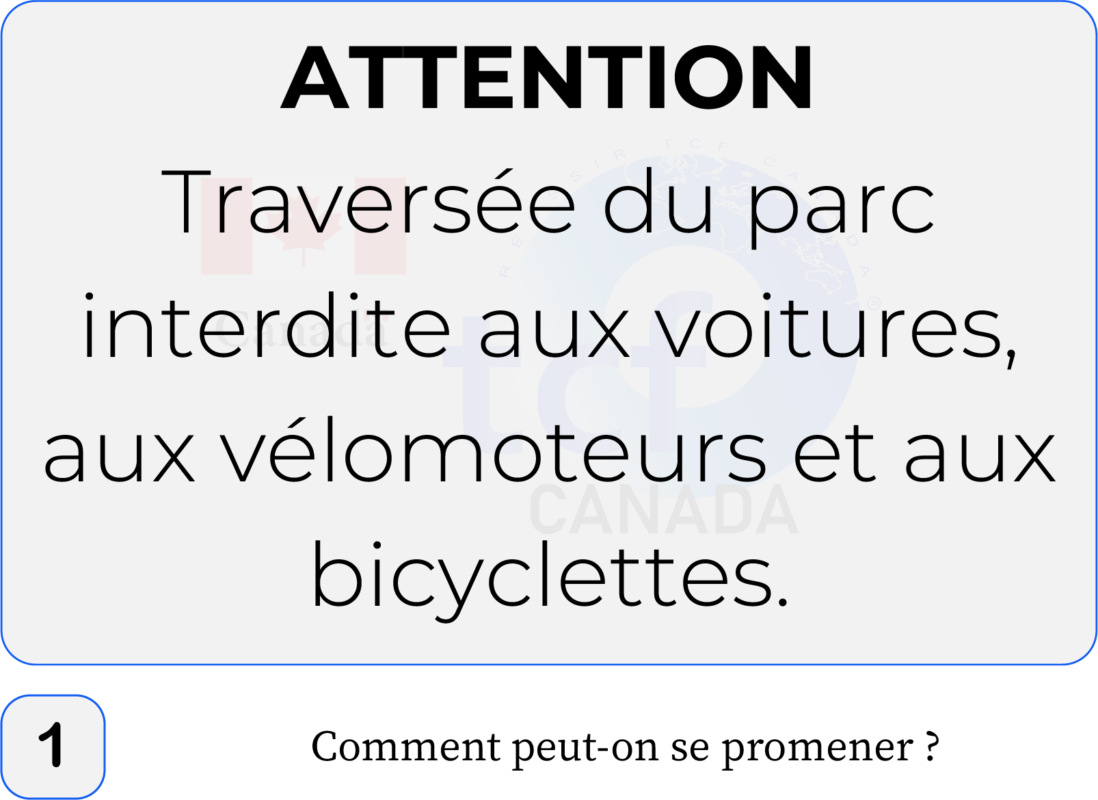 ATTENTION
Traversée du parc
interdite aux voitures,
aux vélomoteurs et aux
bicyclettes.
Canada
RÉUSSIR TCF CANADA®
tcf
CANADA
1
Comment peut-on se promener ?